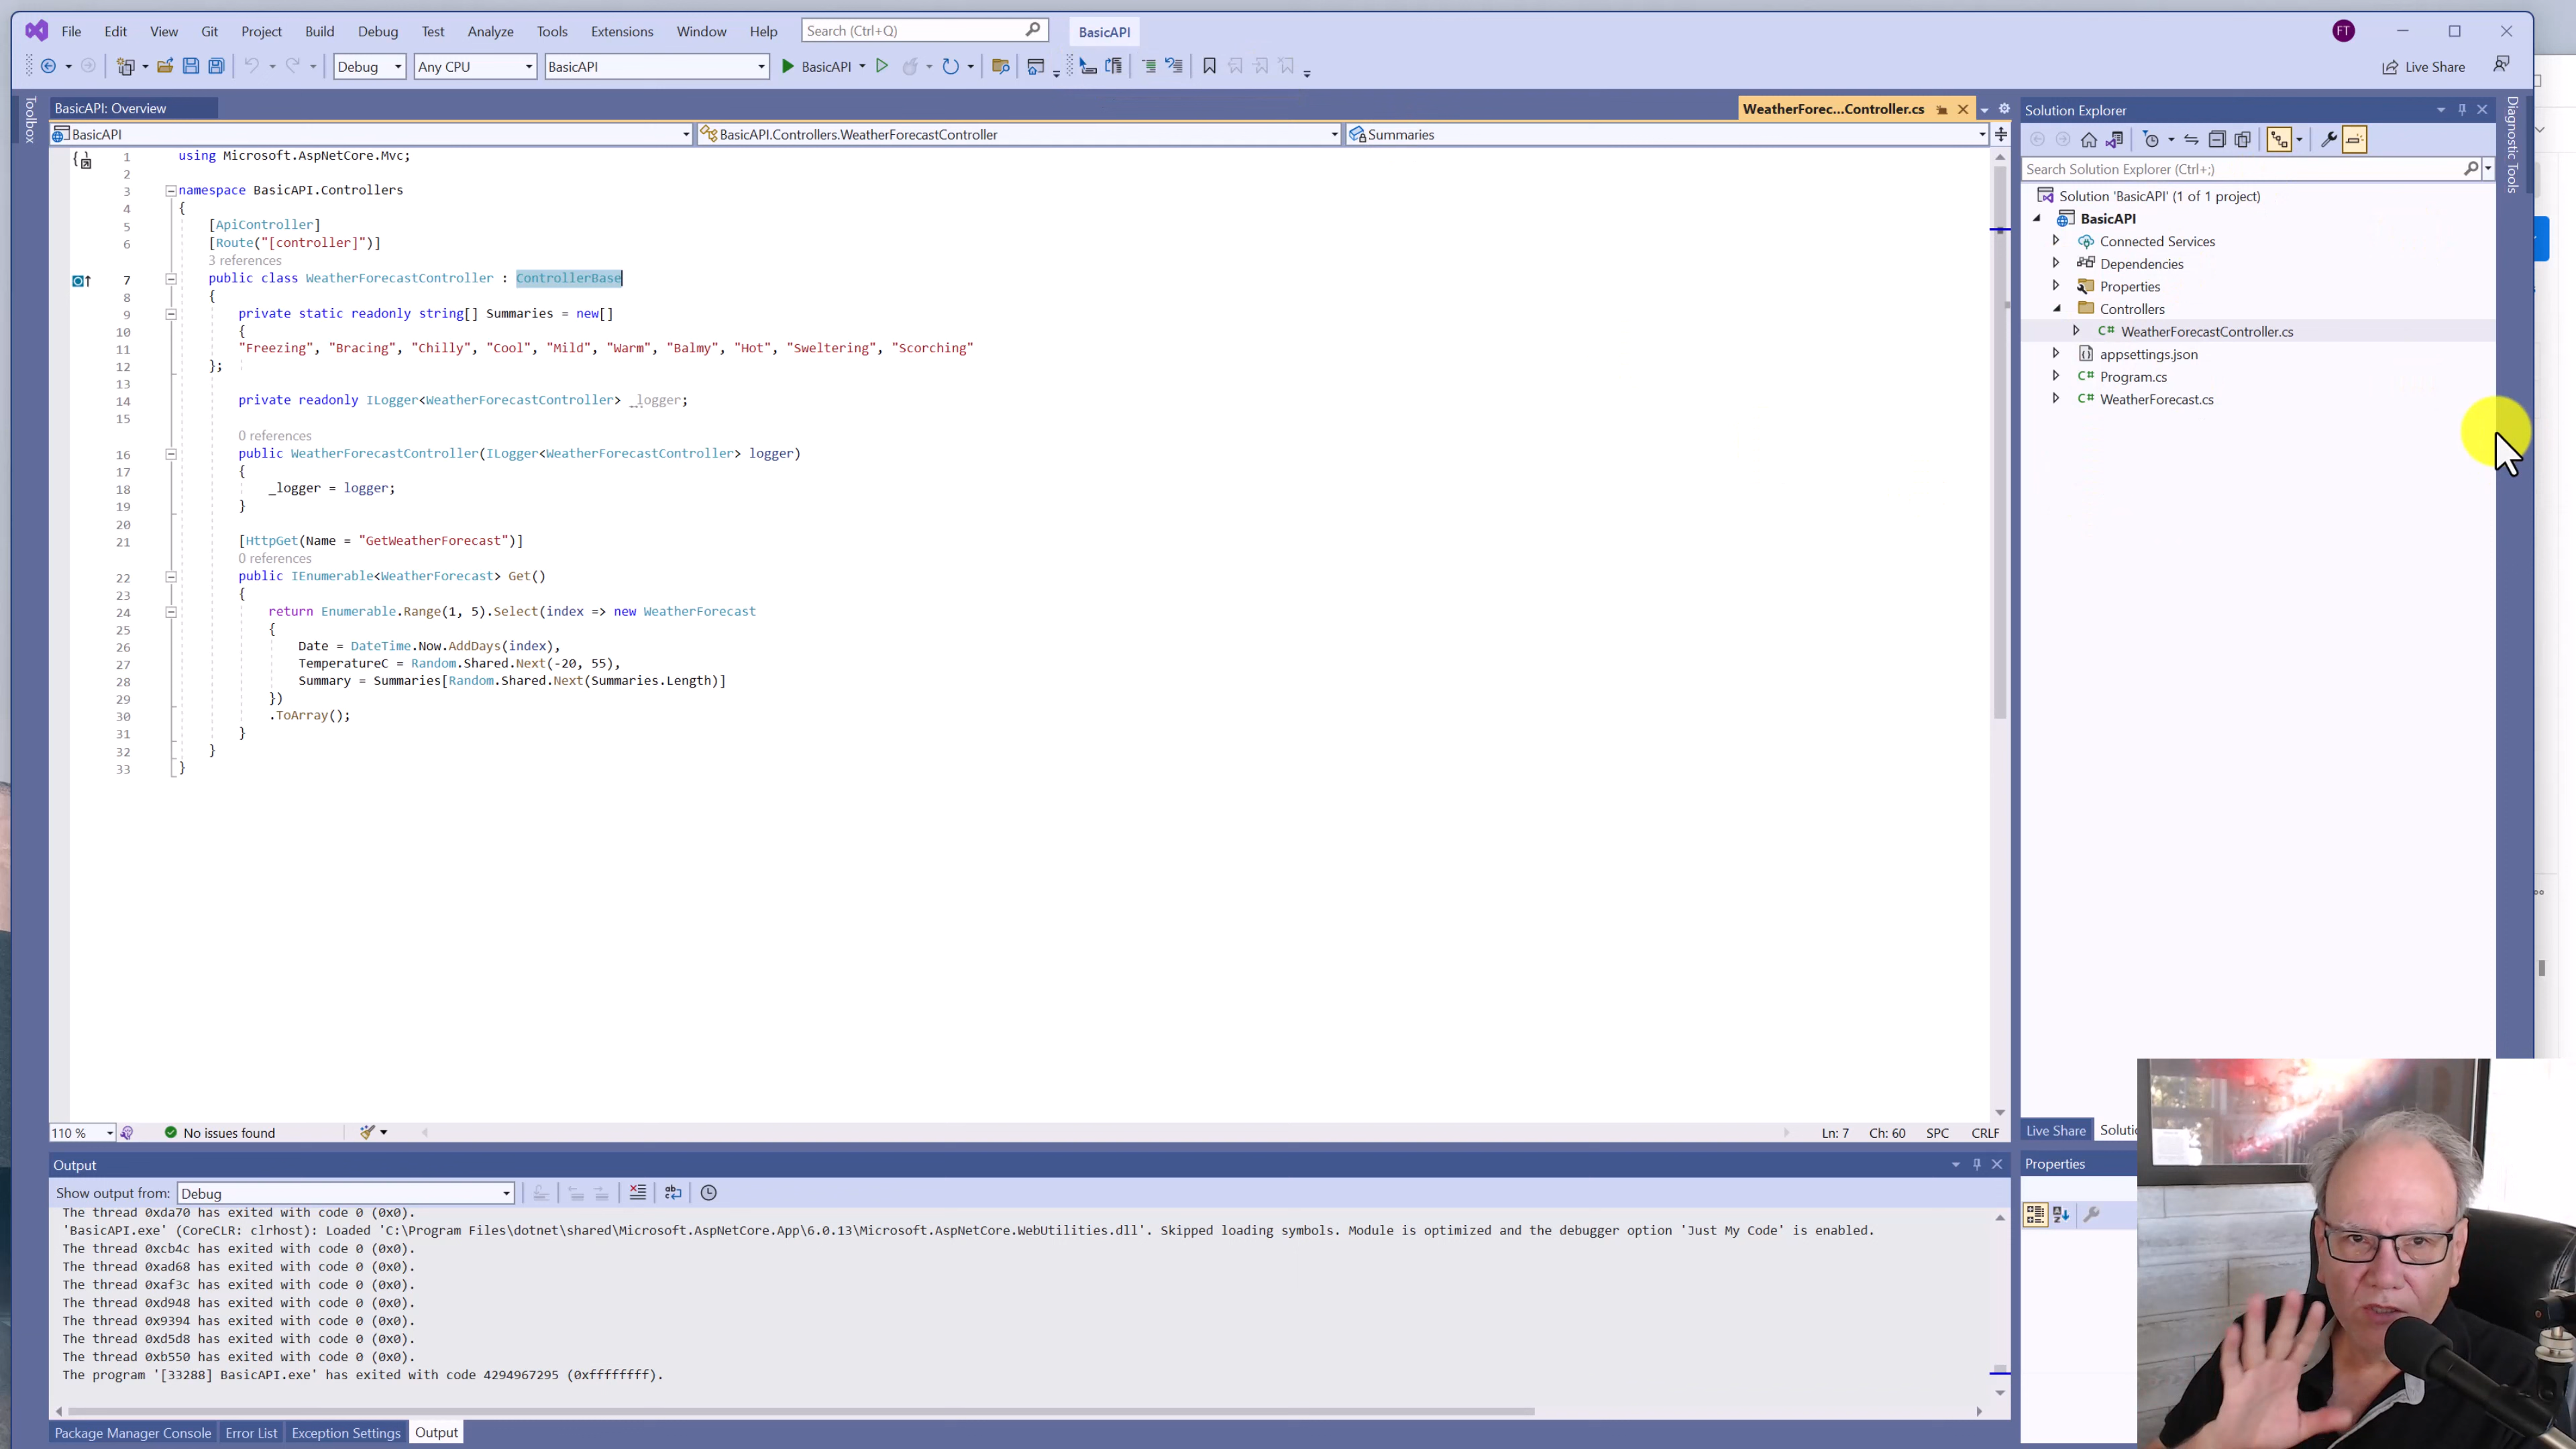 File Edit View Git Project Build Debug Test Analyze Tools Extensions Window Help Search (Ctrl+Q) BasicAPI FT
Debug Any CPU BasicAPI BasicAPI Live Share
Toolbox
BasicAPI: Overview WeatherForec...Controller.cs
BasicAPI BasicAPI.Controllers.WeatherForecastController Summaries
1 using Microsoft.AspNetCore.Mvc;
2
3 namespace BasicAPI.Controllers
4 {
5 [ApiController]
6 [Route("[controller]")]
3 references
7 public class WeatherForecastController : ControllerBase
8 {
9 private static readonly string[] Summaries = new[]
10 {
11 "Freezing", "Bracing", "Chilly", "Cool", "Mild", "Warm", "Balmy", "Hot", "Sweltering", "Scorching"
12 };
13
14 private readonly ILogger<WeatherForecastController> _logger;
15
0 references
16 public WeatherForecastController(ILogger<WeatherForecastController> logger)
17 {
18 _logger = logger;
19 }
20
21 [HttpGet(Name = "GetWeatherForecast")]
0 references
22 public IEnumerable<WeatherForecast> Get()
23 {
24 return Enumerable.Range(1, 5).Select(index => new WeatherForecast
25 {
26 Date = DateTime.Now.AddDays(index),
27 TemperatureC = Random.Shared.Next(-20, 55),
28 Summary = Summaries[Random.Shared.Next(Summaries.Length)]
29 })
30 .ToArray();
31 }
32 }
33 }
110 % No issues found Ln: 7 Ch: 60 SPC CRLF
Output
Show output from: Debug
The thread 0xda70 has exited with code 0 (0x0).
'BasicAPI.exe' (CoreCLR: clrhost): Loaded 'C:\Program Files\dotnet\shared\Microsoft.AspNetCore.App\6.0.13\Microsoft.AspNetCore.WebUtilities.dll'. Skipped loading symbols. Module is optimized and the debugger option 'Just My Code' is enabled.
The thread 0xcb4c has exited with code 0 (0x0).
The thread 0xad68 has exited with code 0 (0x0).
The thread 0xaf3c has exited with code 0 (0x0).
The thread 0xd948 has exited with code 0 (0x0).
The thread 0x9394 has exited with code 0 (0x0).
The thread 0xd5d8 has exited with code 0 (0x0).
The thread 0xb550 has exited with code 0 (0x0).
The program '[33288] BasicAPI.exe' has exited with code 4294967295 (0xffffffff).
Package Manager Console Error List Exception Settings Output
Solution Explorer
Search Solution Explorer (Ctrl+;)
Solution 'BasicAPI' (1 of 1 project)
BasicAPI
Connected Services
Dependencies
Properties
Controllers
C# WeatherForecastController.cs
appsettings.json
C# Program.cs
C# WeatherForecast.cs
Live Share Solutio
Properties
Diagnostic Tools